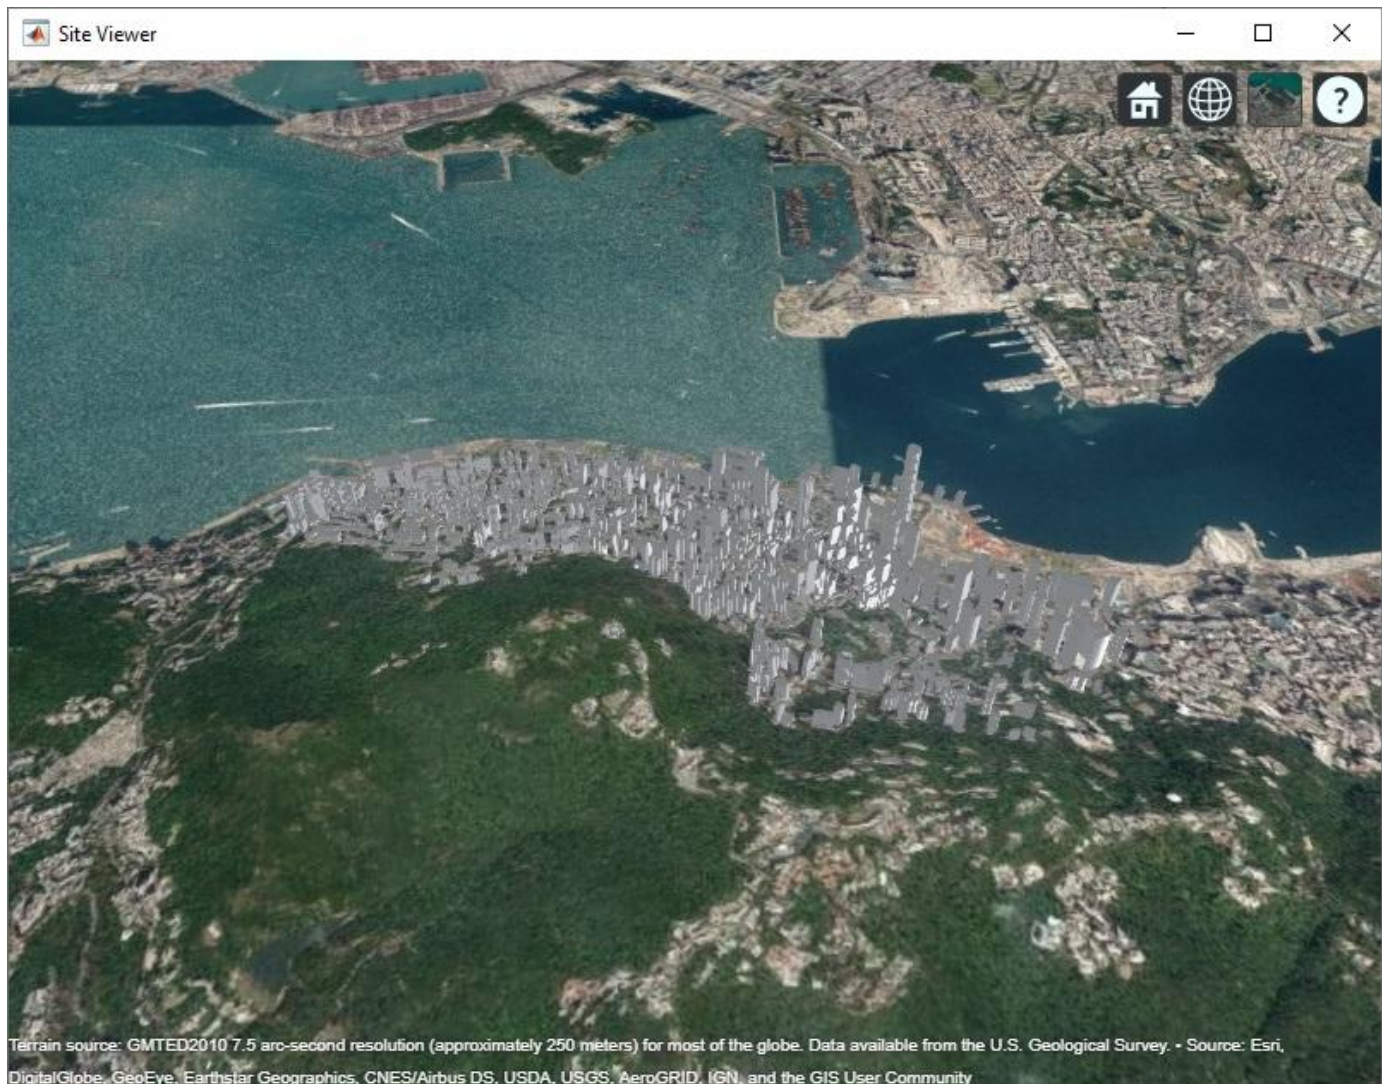 Site Viewer
?
Terrain source: GMTED2010 7.5 arc-second resolution (approximately 250 meters) for most of the globe. Data available from the U.S. Geological Survey. • Source: Esri,
DigitalGlobe, GeoEye, Earthstar Geographics, CNES/Airbus DS, USDA, USGS, AeroGRID, IGN, and the GIS User Community